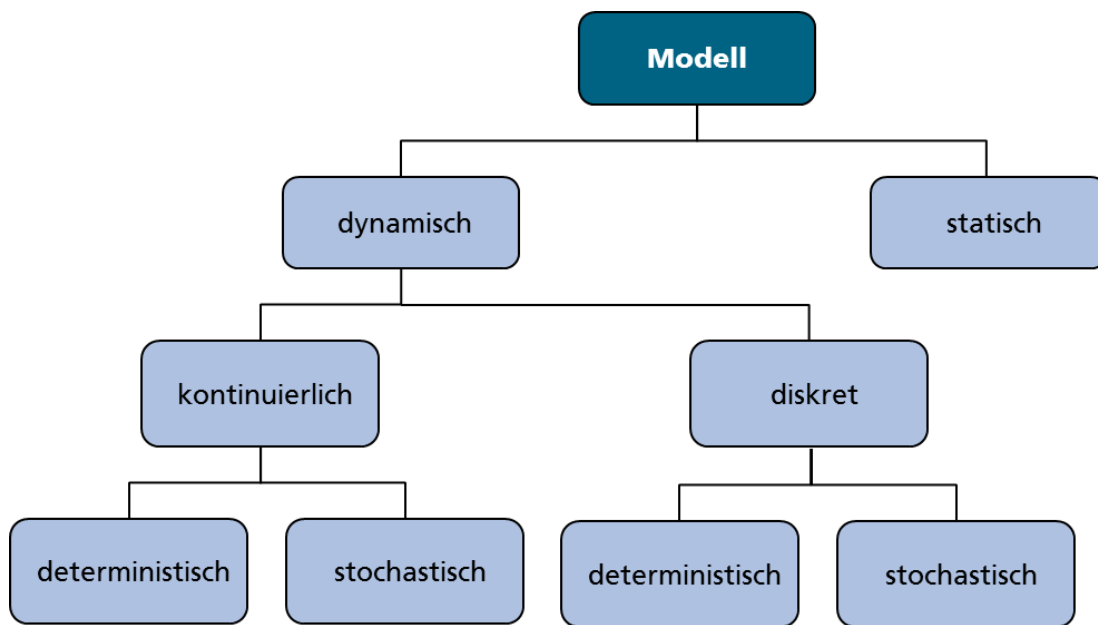 Modell
dynamisch
statisch
kontinuierlich
diskret
deterministisch
stochastisch
deterministisch
stochastisch